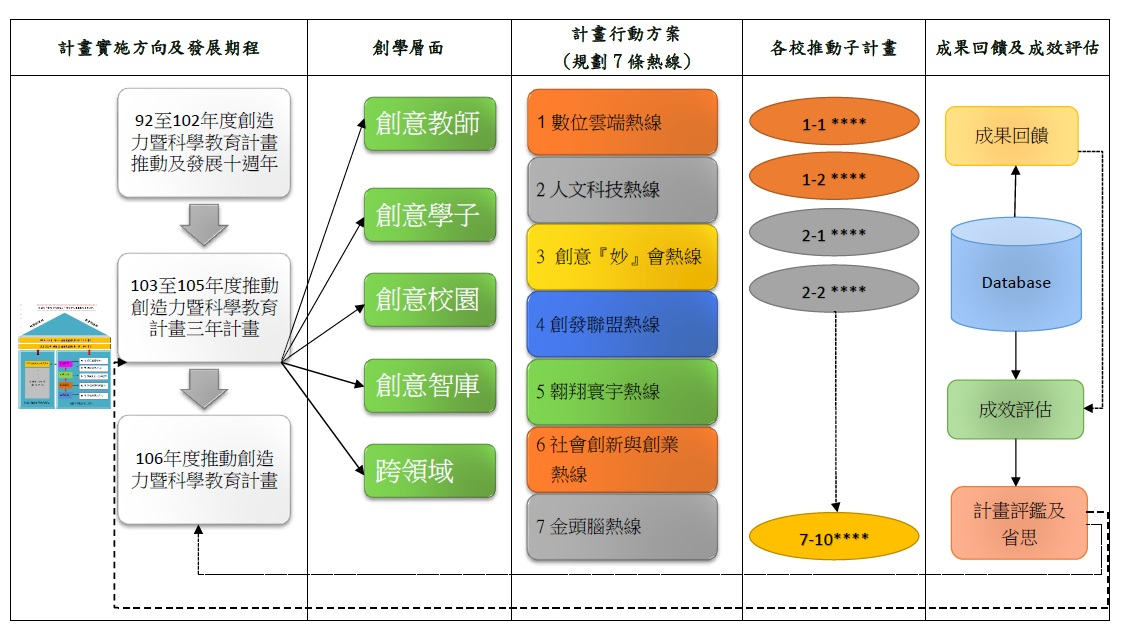 計畫實施方向及發展期程
創學層面
計畫行動方案
(規劃7條熱線)
各校推動子計畫
成果回饋及成效評估
92至102年度創造
力暨科學教育計畫
推動及發展十週年
103至105年度推動
創造力暨科學教育
計畫三年計畫
106年度推動創造
力暨科學教育計畫
創意教師
創意學子
創意校園
創意智庫
跨領域
1 數位雲端熱線
2 人文科技熱線
3 創意『妙』會熱線
4 創發聯盟熱線
5 翱翔寰宇熱線
6 社會創新與創業
熱線
7 金頭腦熱線
1-1 ****
1-2 ****
2-1 ****
2-2 ****
7-10****
成果回饋
Database
成效評估
計畫評鑑及
省思